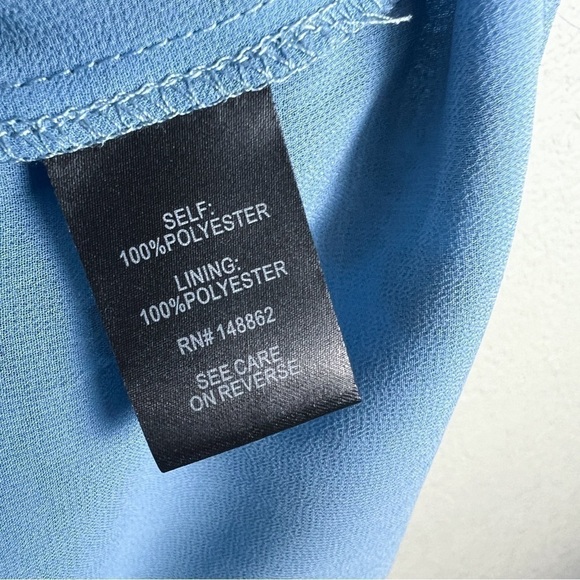 SELF:
100%POLYESTER
LINING:
100%POLYESTER
RN# 148862
SEE CARE
ON REVERSE